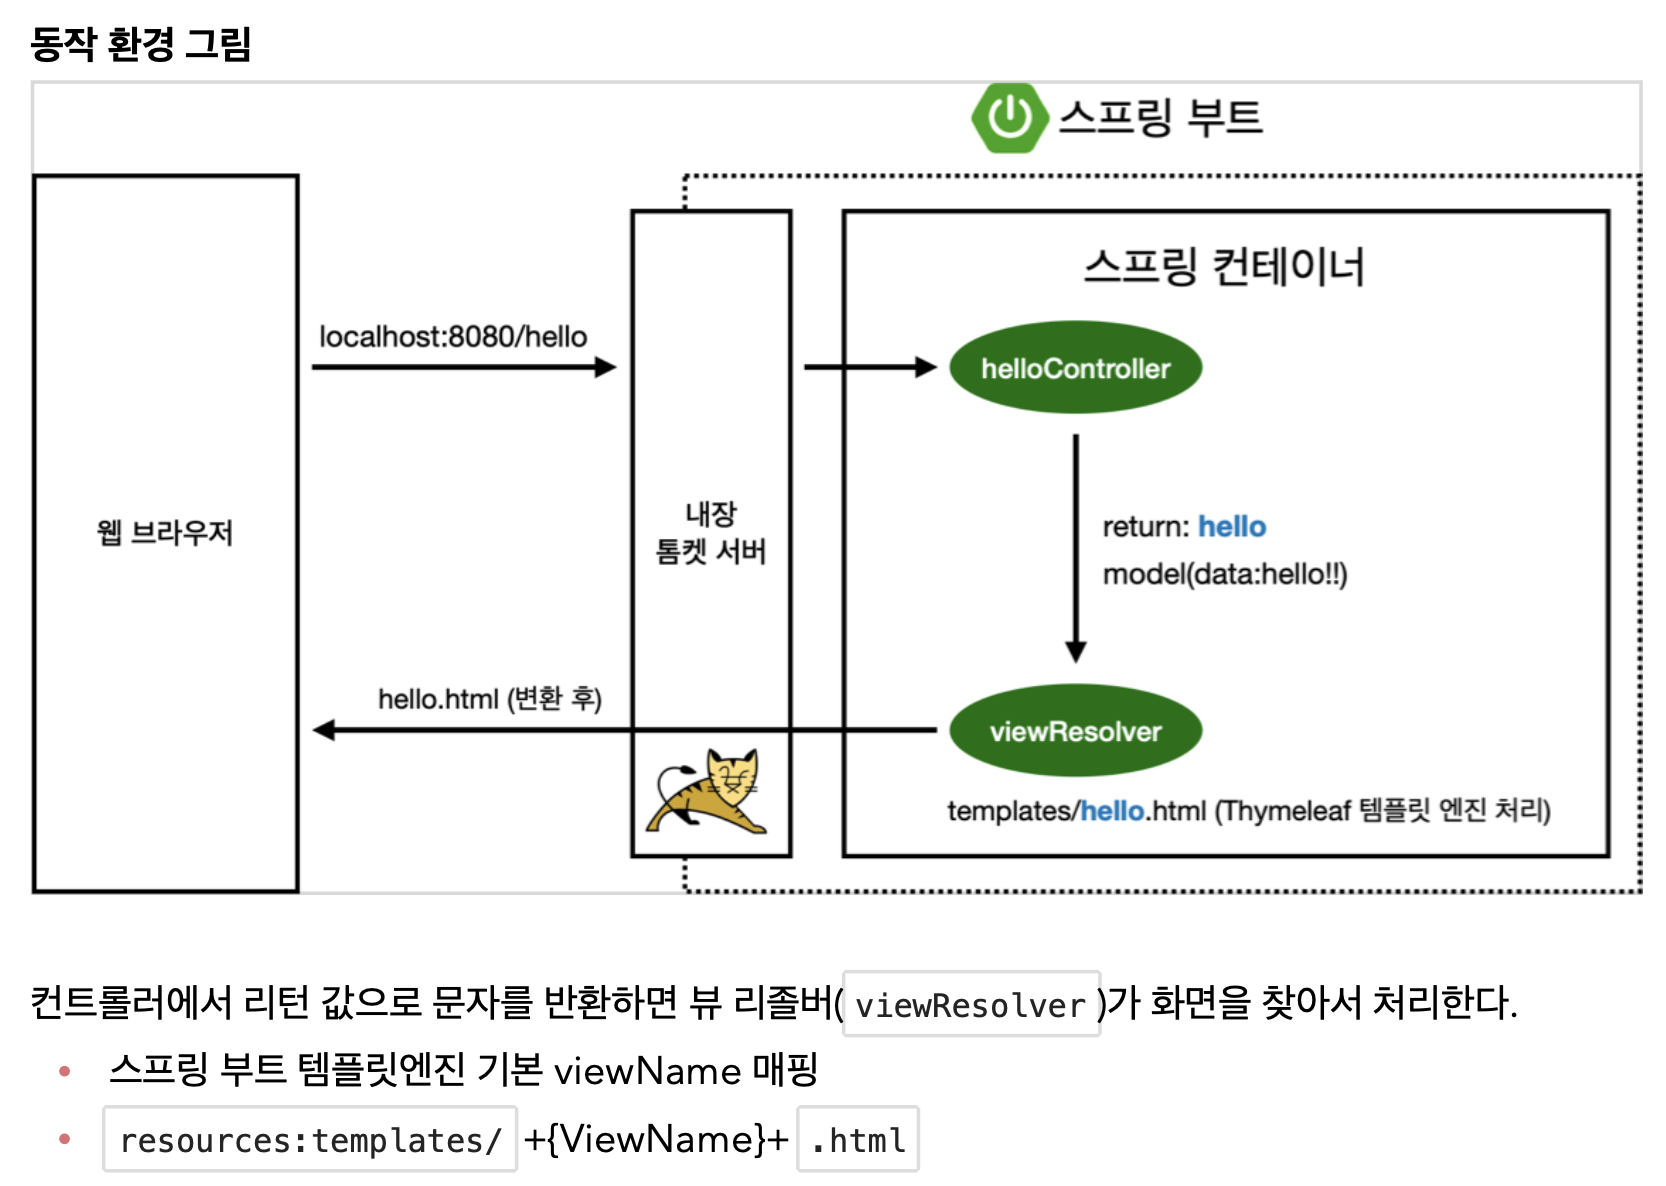 동작 환경 그림
스프링 부트
스프링 컨테이너
localhost:8080/hello
helloController
웹 브라우저
내장
톰켓 서버
return: hello
model(data:hello!!)
hello.html (변환 후)
viewResolver
templates/hello.html (Thymeleaf 템플릿 엔진 처리)
컨트롤러에서 리턴 값으로 문자를 반환하면 뷰 리졸버(viewResolver)가 화면을 찾아서 처리한다.
• 스프링 부트 템플릿엔진 기본 viewName 매핑
• resources:templates/ +{ViewName}+ .html